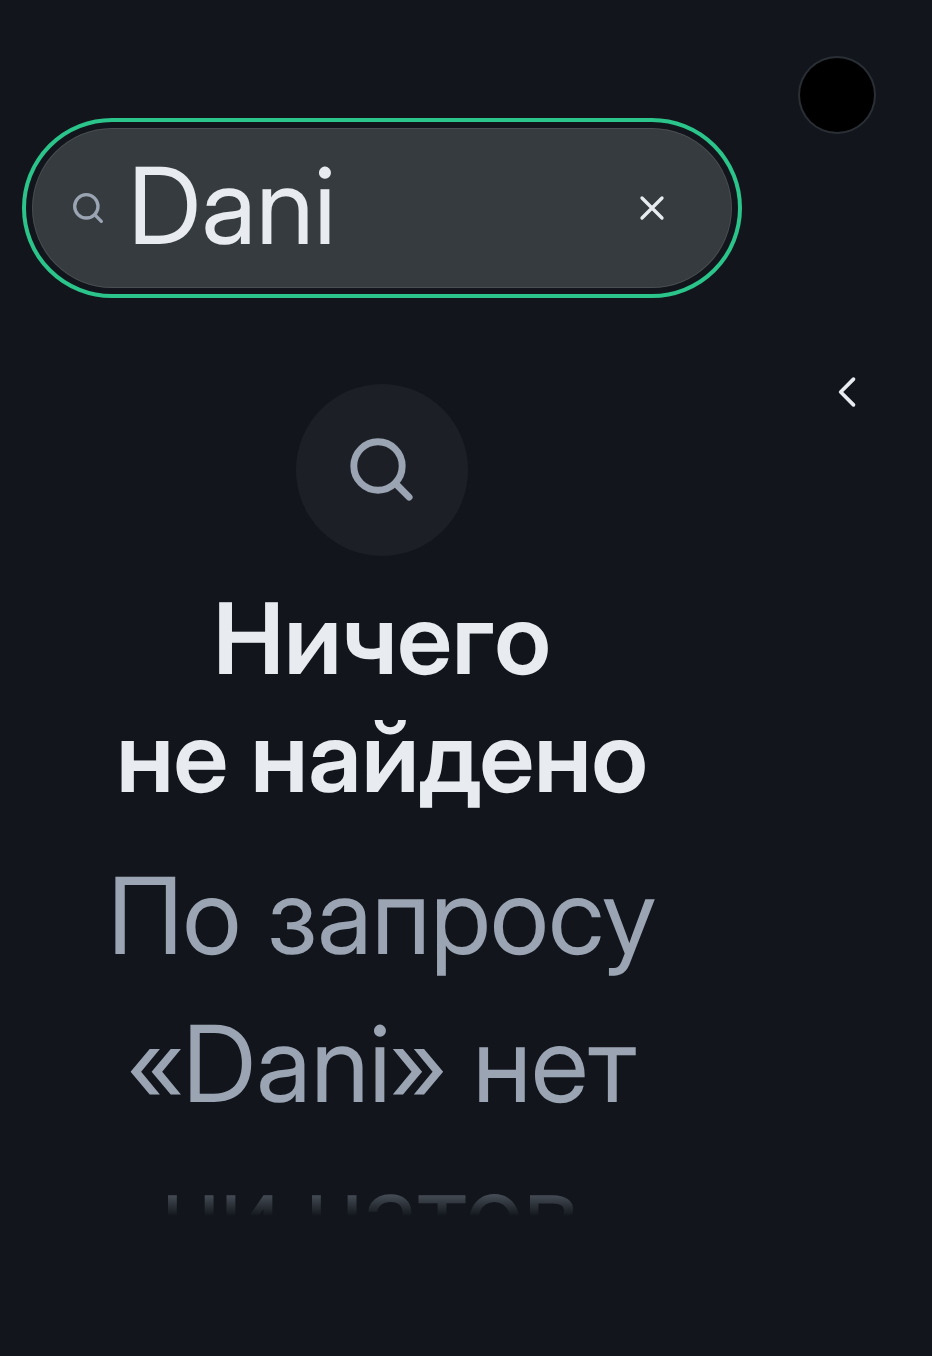 Dani
Ничего
не найдено
По запросу
«Dani» нет